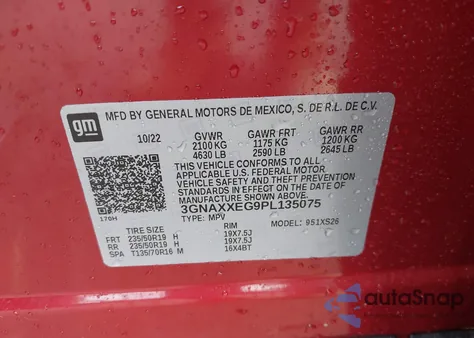 gm
MFD BY GENERAL MOTORS DE MEXICO, S. DE R.L. DE C.V.
10/22 GVWR GAWR FRT GAWR RR
2100 KG 1175 KG 1200 KG
4630 LB 2590 LB 2645 LB
THIS VEHICLE CONFORMS TO ALL
APPLICABLE U.S. FEDERAL MOTOR
VEHICLE SAFETY AND THEFT PREVENTION
STANDARDS IN EFFECT ON THE DATE OF
MANUFACTURE SHOWN ABOVE.
3GNAXXEG9PL135075
TYPE: MPV MODEL: 951XS26
170H
TIRE SIZE RIM
FRT 235/50R19 H 19X7.5J
RR 235/50R19 H 19X7.5J
SPA T135/70R16 M 16X4BT
autoSnap